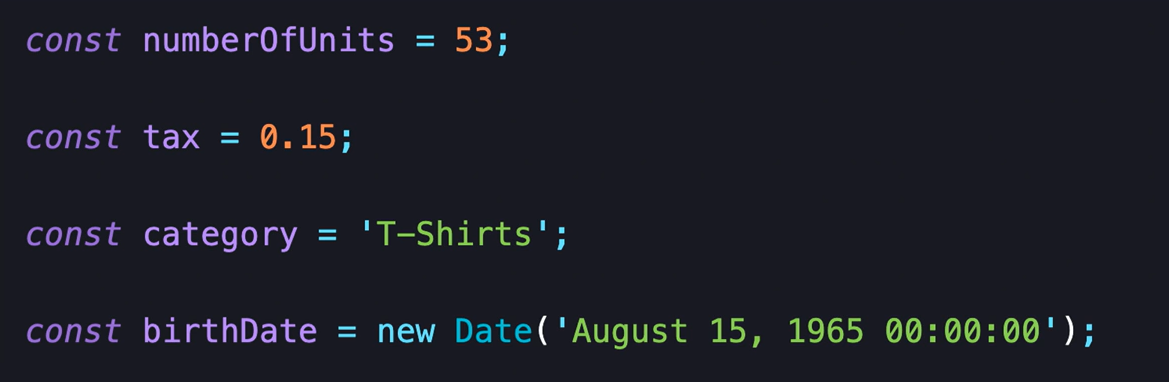 const numberOfUnits = 53;
const tax = 0.15;
const category = 'T-Shirts';
const birthDate = new Date('August 15, 1965 00:00:00');